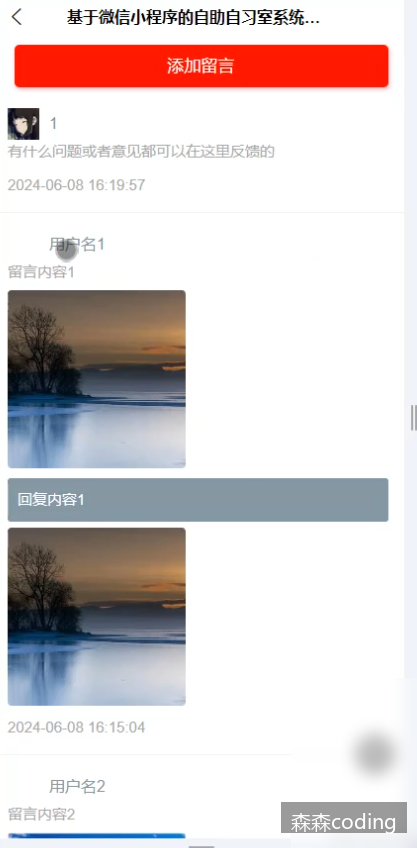 基于微信小程序的自助自习室系统...
添加留言
1
有什么问题或者意见都可以在这里反馈的
2024-06-08 16:19:57
用户名1
留言内容1
回复内容1
2024-06-08 16:15:04
用户名2
留言内容2
森森coding